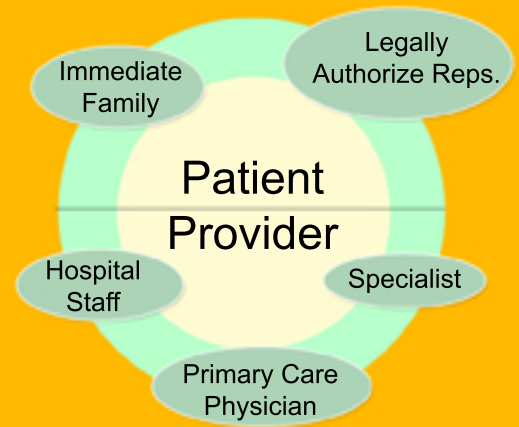 Immediate
Family
Legally
Authorize Reps.
Patient
Provider
Hospital
Staff
Specialist
Primary Care
Physician